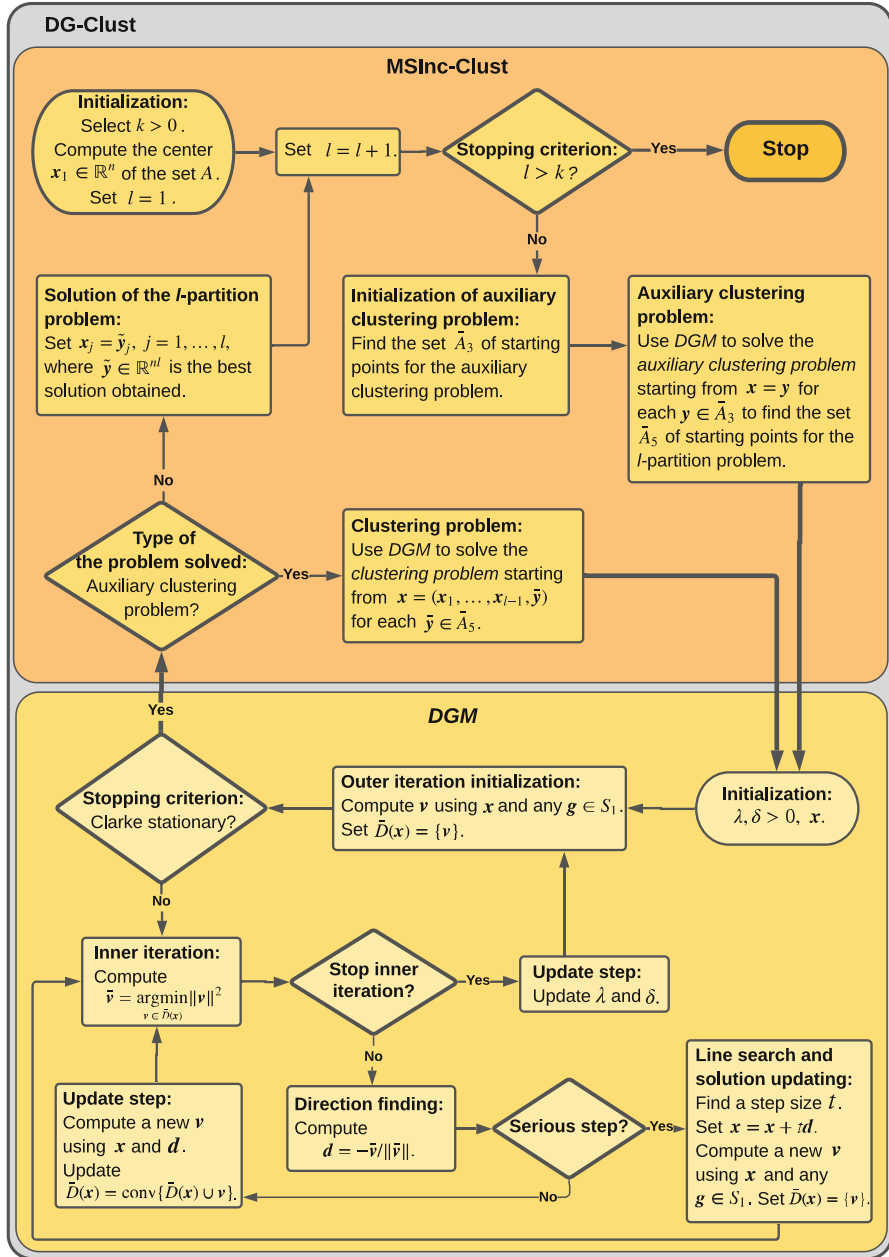 DG-Clust
MSInc-Clust
Initialization:
Select k > 0 .
Compute the center
x₁ ∈ ℝⁿ of the set A.
Set l = 1 .
Set l = l + 1.
Stopping criterion:
l > k ?
Yes
Stop
No
Solution of the l-partition
problem:
Set x_j = ỹ_j, j = 1, … , l,
where ỹ ∈ ℝⁿˡ is the best
solution obtained.
Initialization of auxiliary
clustering problem:
Find the set Ā₃ of starting
points for the auxiliary
clustering problem.
Auxiliary clustering
problem:
Use DGM to solve the
auxiliary clustering problem
starting from x = y for
each y ∈ Ā₃ to find the set
Ā₅ of starting points for the
l-partition problem.
No
Type of
the problem solved:
Auxiliary clustering
problem?
Yes
Clustering problem:
Use DGM to solve the
clustering problem starting
from x = (x₁, … , x_{l−1}, ȳ)
for each ȳ ∈ Ā₅.
Yes
DGM
Stopping criterion:
Clarke stationary?
Outer iteration initialization:
Compute v using x and any g ∈ S₁.
Set D̄(x) = {v}.
Initialization:
λ, δ > 0, x.
No
Inner iteration:
Compute
v̄ = argmin ‖v‖²
v ∈ D̄(x)
Stop inner
iteration?
Yes
Update step:
Update λ and δ.
No
Update step:
Compute a new v
using x and d.
Update
D̄(x) = conv{D̄(x) ∪ v}.
Direction finding:
Compute
d = −v̄/‖v̄‖.
Serious step?
Yes
No
Line search and
solution updating:
Find a step size t.
Set x = x + td.
Compute a new v
using x and any
g ∈ S₁. Set D̄(x) = {v}.